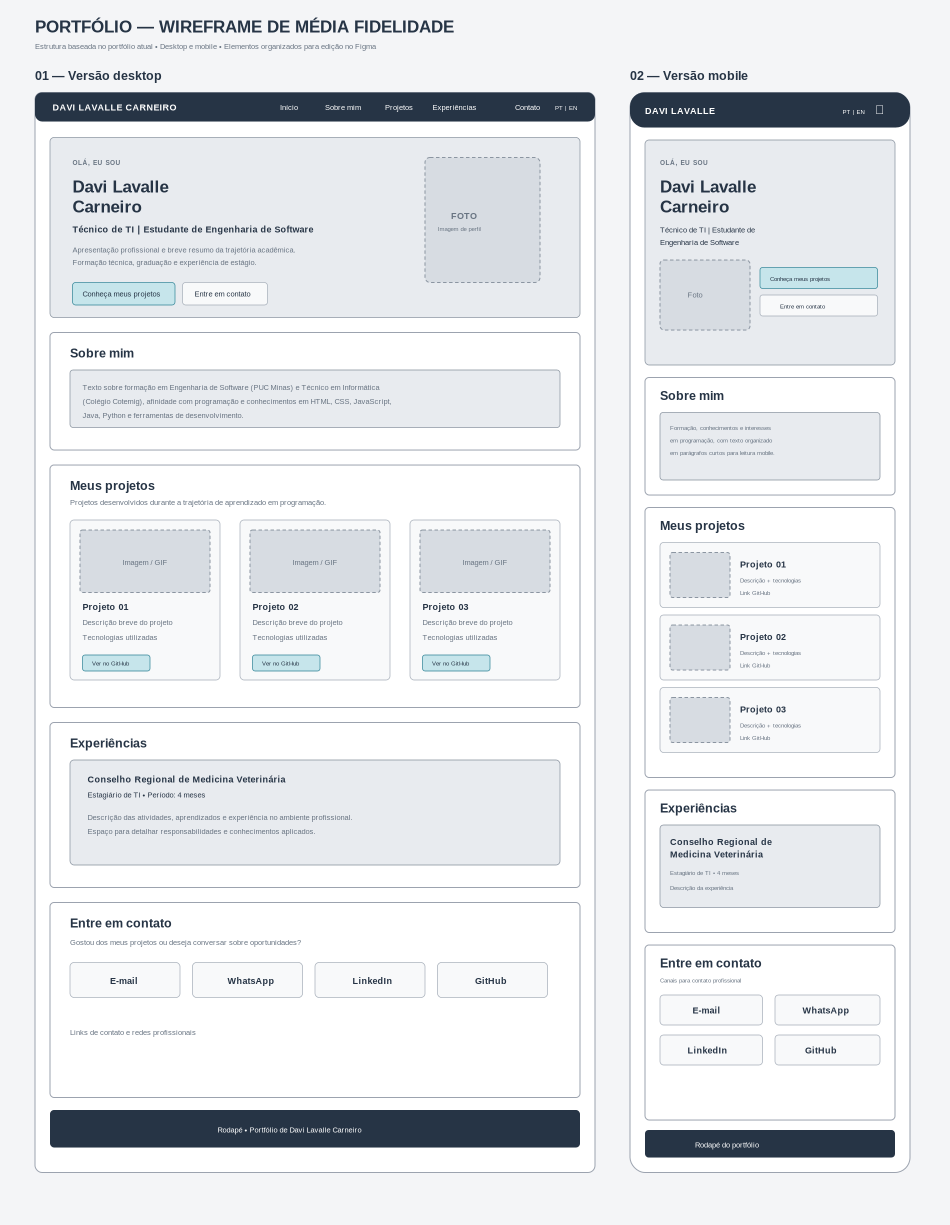 PORTFÓLIO — WIREFRAME DE MÉDIA FIDELIDADE
Estrutura baseada no portfólio atual • Desktop e mobile • Elementos organizados para edição no Figma
01 — Versão desktop
DAVI LAVALLE CARNEIRO
Início
Sobre mim
Projetos
Experiências
Contato
PT | EN
OLÁ, EU SOU
Davi Lavalle
Carneiro
Técnico de TI | Estudante de Engenharia de Software
Apresentação profissional e breve resumo da trajetória acadêmica.
Formação técnica, graduação e experiência de estágio.
Conheça meus projetos
Entre em contato
FOTO
Imagem de perfil
Sobre mim
Texto sobre formação em Engenharia de Software (PUC Minas) e Técnico em Informática
(Colégio Cotemig), afinidade com programação e conhecimentos em HTML, CSS, JavaScript,
Java, Python e ferramentas de desenvolvimento.
Meus projetos
Projetos desenvolvidos durante a trajetória de aprendizado em programação.
Imagem / GIF
Projeto 01
Descrição breve do projeto
Tecnologias utilizadas
Ver no GitHub
Imagem / GIF
Projeto 02
Descrição breve do projeto
Tecnologias utilizadas
Ver no GitHub
Imagem / GIF
Projeto 03
Descrição breve do projeto
Tecnologias utilizadas
Ver no GitHub
Experiências
Conselho Regional de Medicina Veterinária
Estagiário de TI • Período: 4 meses
Descrição das atividades, aprendizados e experiência no ambiente profissional.
Espaço para detalhar responsabilidades e conhecimentos aplicados.
Entre em contato
Gostou dos meus projetos ou deseja conversar sobre oportunidades?
E-mail
WhatsApp
LinkedIn
GitHub
Links de contato e redes profissionais
Rodapé • Portfólio de Davi Lavalle Carneiro
02 — Versão mobile
DAVI LAVALLE
PT | EN
OLÁ, EU SOU
Davi Lavalle
Carneiro
Técnico de TI | Estudante de
Engenharia de Software
Foto
Conheça meus projetos
Entre em contato
Sobre mim
Formação, conhecimentos e interesses
em programação, com texto organizado
em parágrafos curtos para leitura mobile.
Meus projetos
Projeto 01
Descrição + tecnologias
Link GitHub
Projeto 02
Descrição + tecnologias
Link GitHub
Projeto 03
Descrição + tecnologias
Link GitHub
Experiências
Conselho Regional de
Medicina Veterinária
Estagiário de TI • 4 meses
Descrição da experiência
Entre em contato
Canais para contato profissional
E-mail
WhatsApp
LinkedIn
GitHub
Rodapé do portfólio